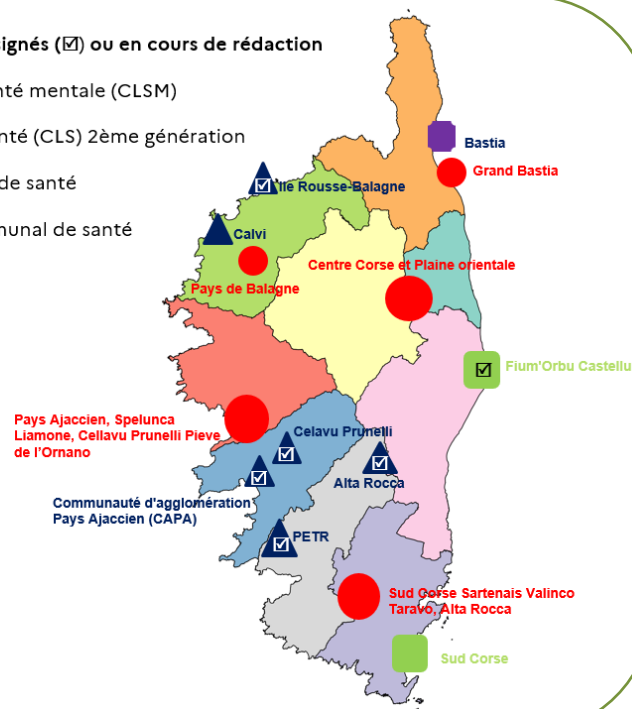 ignés (☑) ou en cours de rédaction
nté mentale (CLSM)
nté (CLS) 2ème génération
de santé
munal de santé
Bastia
Grand Bastia
Ile Rousse-Balagne
Calvi
Centre Corse et Plaine orientale
Pays de Balagne
Fium'Orbu Castellu
Pays Ajaccien, Spelunca
Liamone, Cellavu Prunelli Pieve
de l'Ornano
Celavu Prunelli
Alta Rocca
Communauté d'agglomération
Pays Ajaccien (CAPA)
PETR
Sud Corse Sartenais Valinco
Taravo, Alta Rocca
Sud Corse